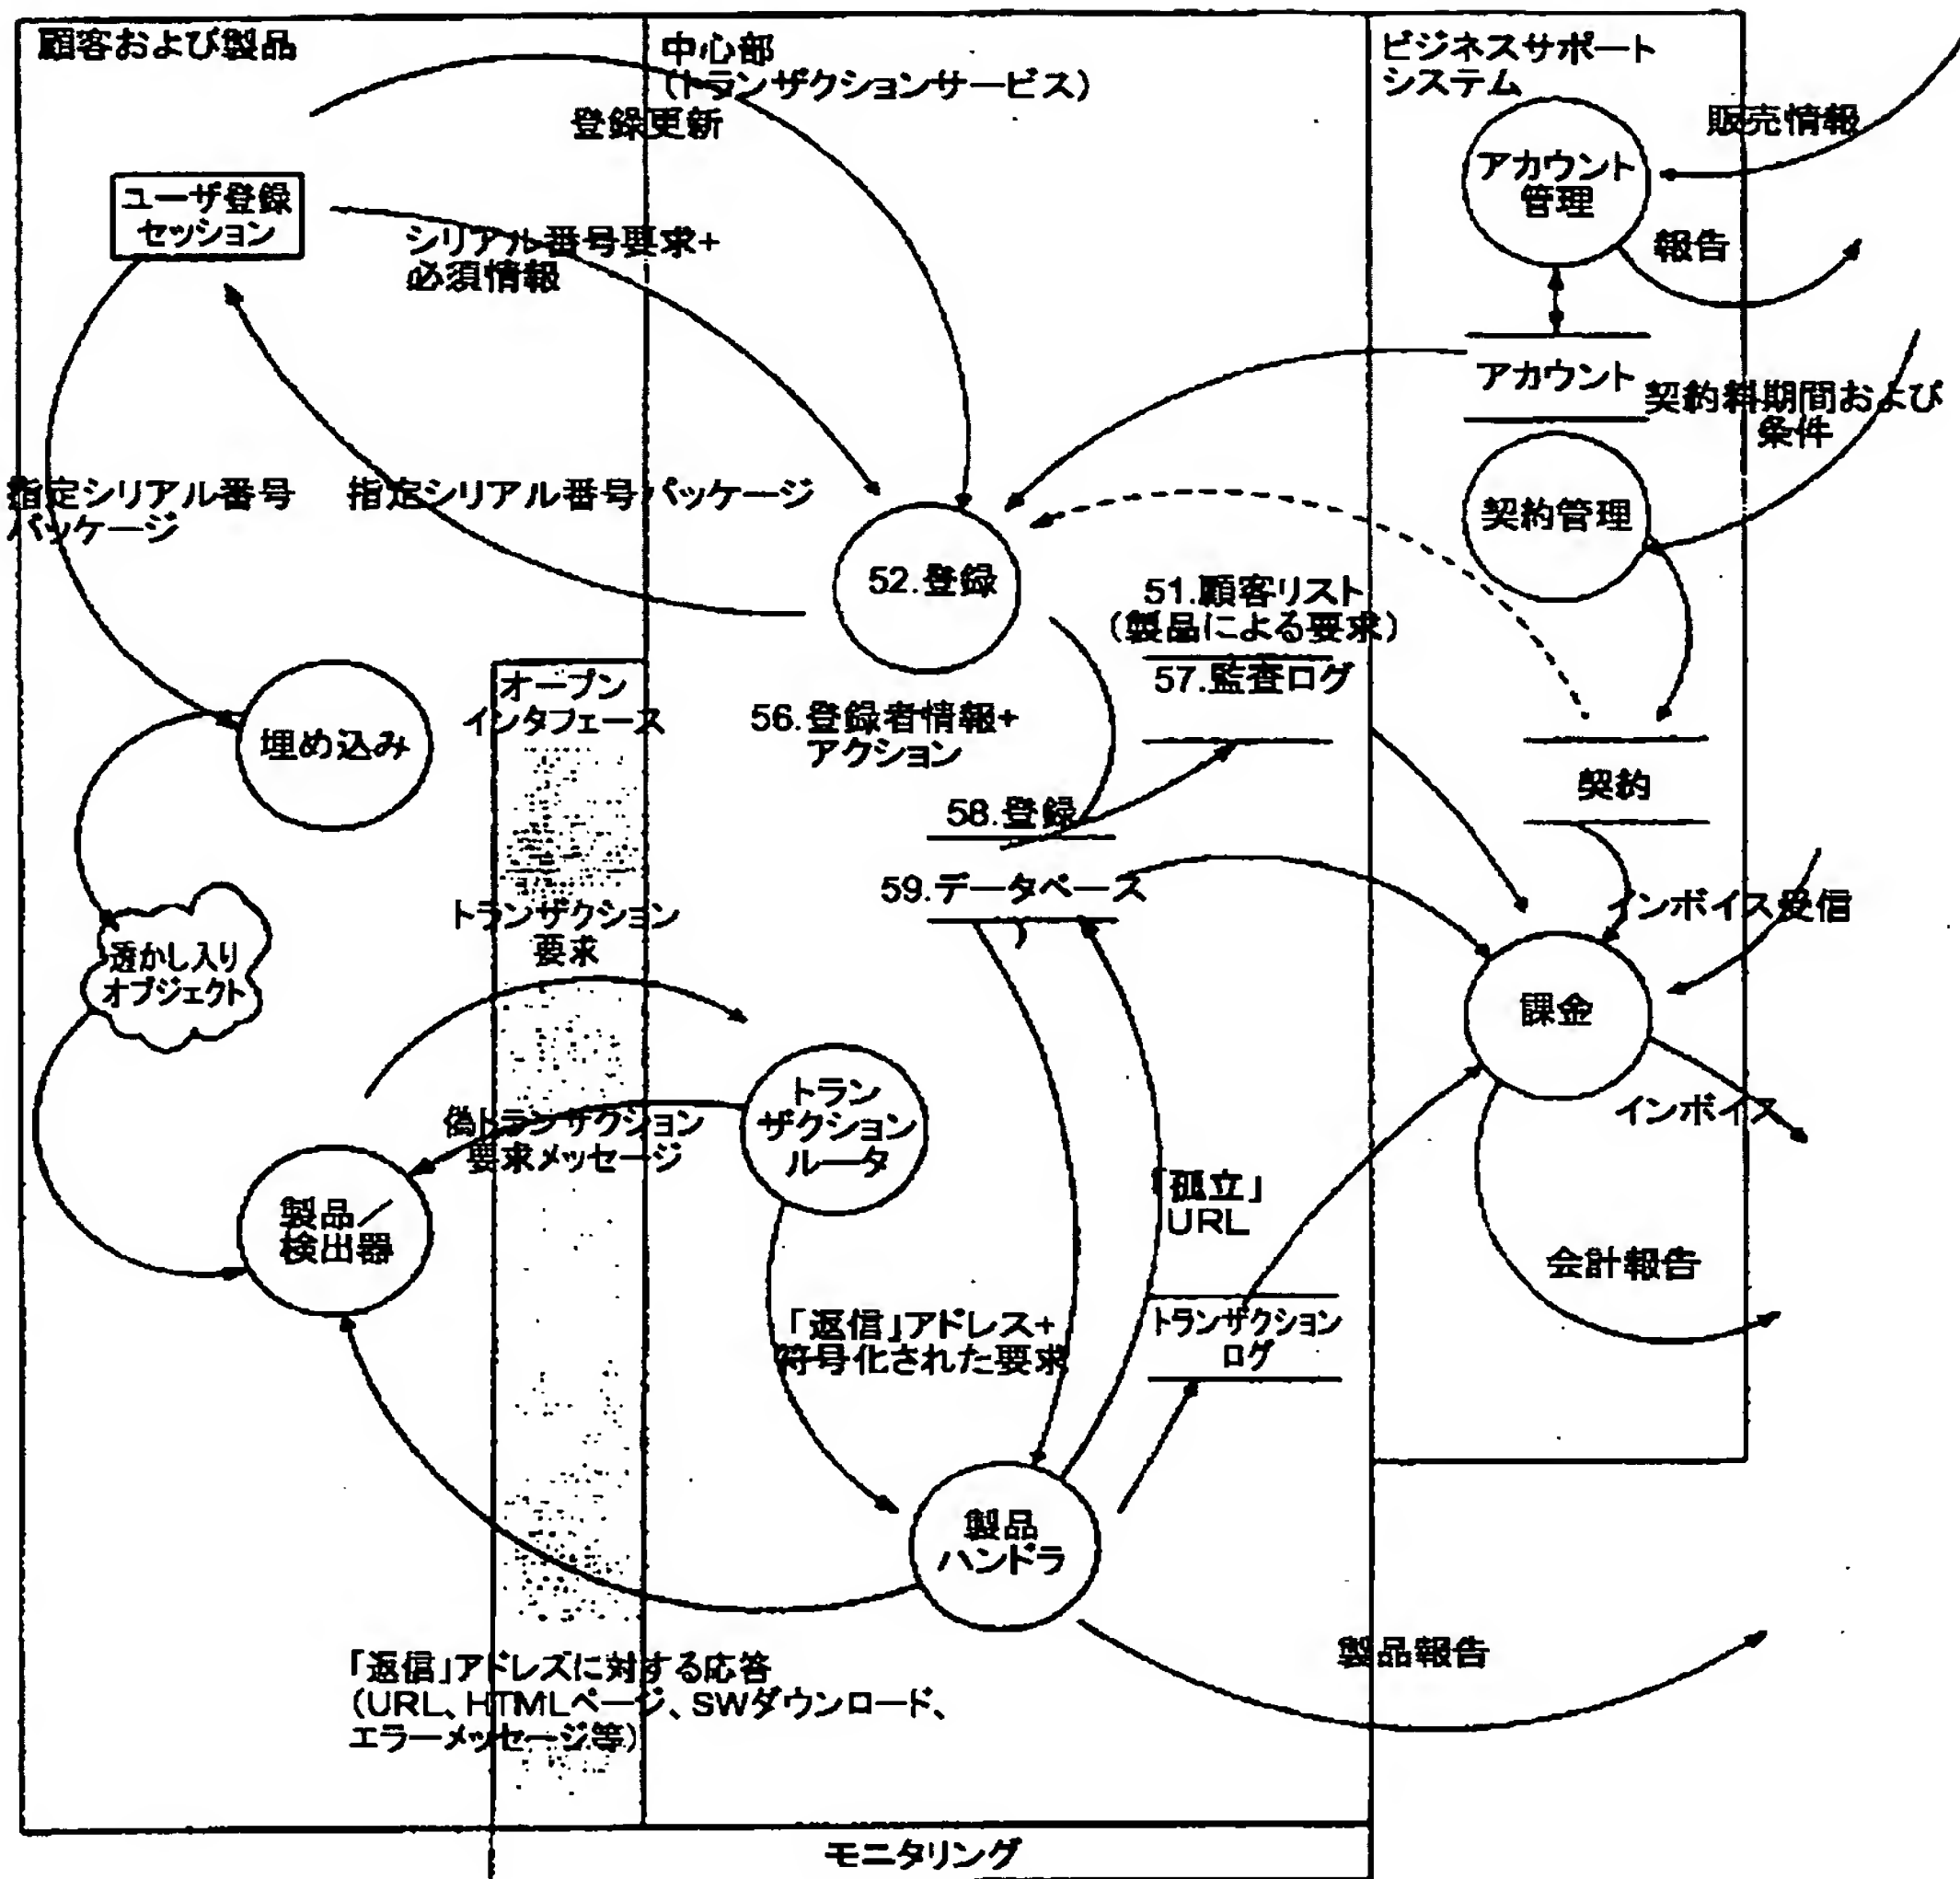 顧客および製品
中心部
(トランザクションサービス)
ビジネスサポート
システム
登録更新
販売情報
アカウント
管理
ユーザ登録
セッション
シリアル番号要求+
必須情報
報告
アカウント
契約料期間および
条件
指定シリアル番号
パッケージ
指定シリアル番号パッケージ
契約管理
52.登録
51.顧客リスト
(製品による要求)
57.監査ログ
オープン
インタフェース
56.登録者情報+
アクション
埋め込み
契約
58.登録
59.データベース
トランザクション
要求
インボイス受信
透かし入り
オブジェクト
課金
トラン
ザクション
ルータ
偽トランザクション
要求メッセージ
インボイス
製品/
検出器
「孤立」
URL
会計報告
「返信」アドレス+
符号化された要求
トランザクション
ログ
製品
ハンドラ
製品報告
「返信」アドレズに対する応答
(URL、HTMLページ、SWダウンロード、
エラーメッセージ等)
モニタリング